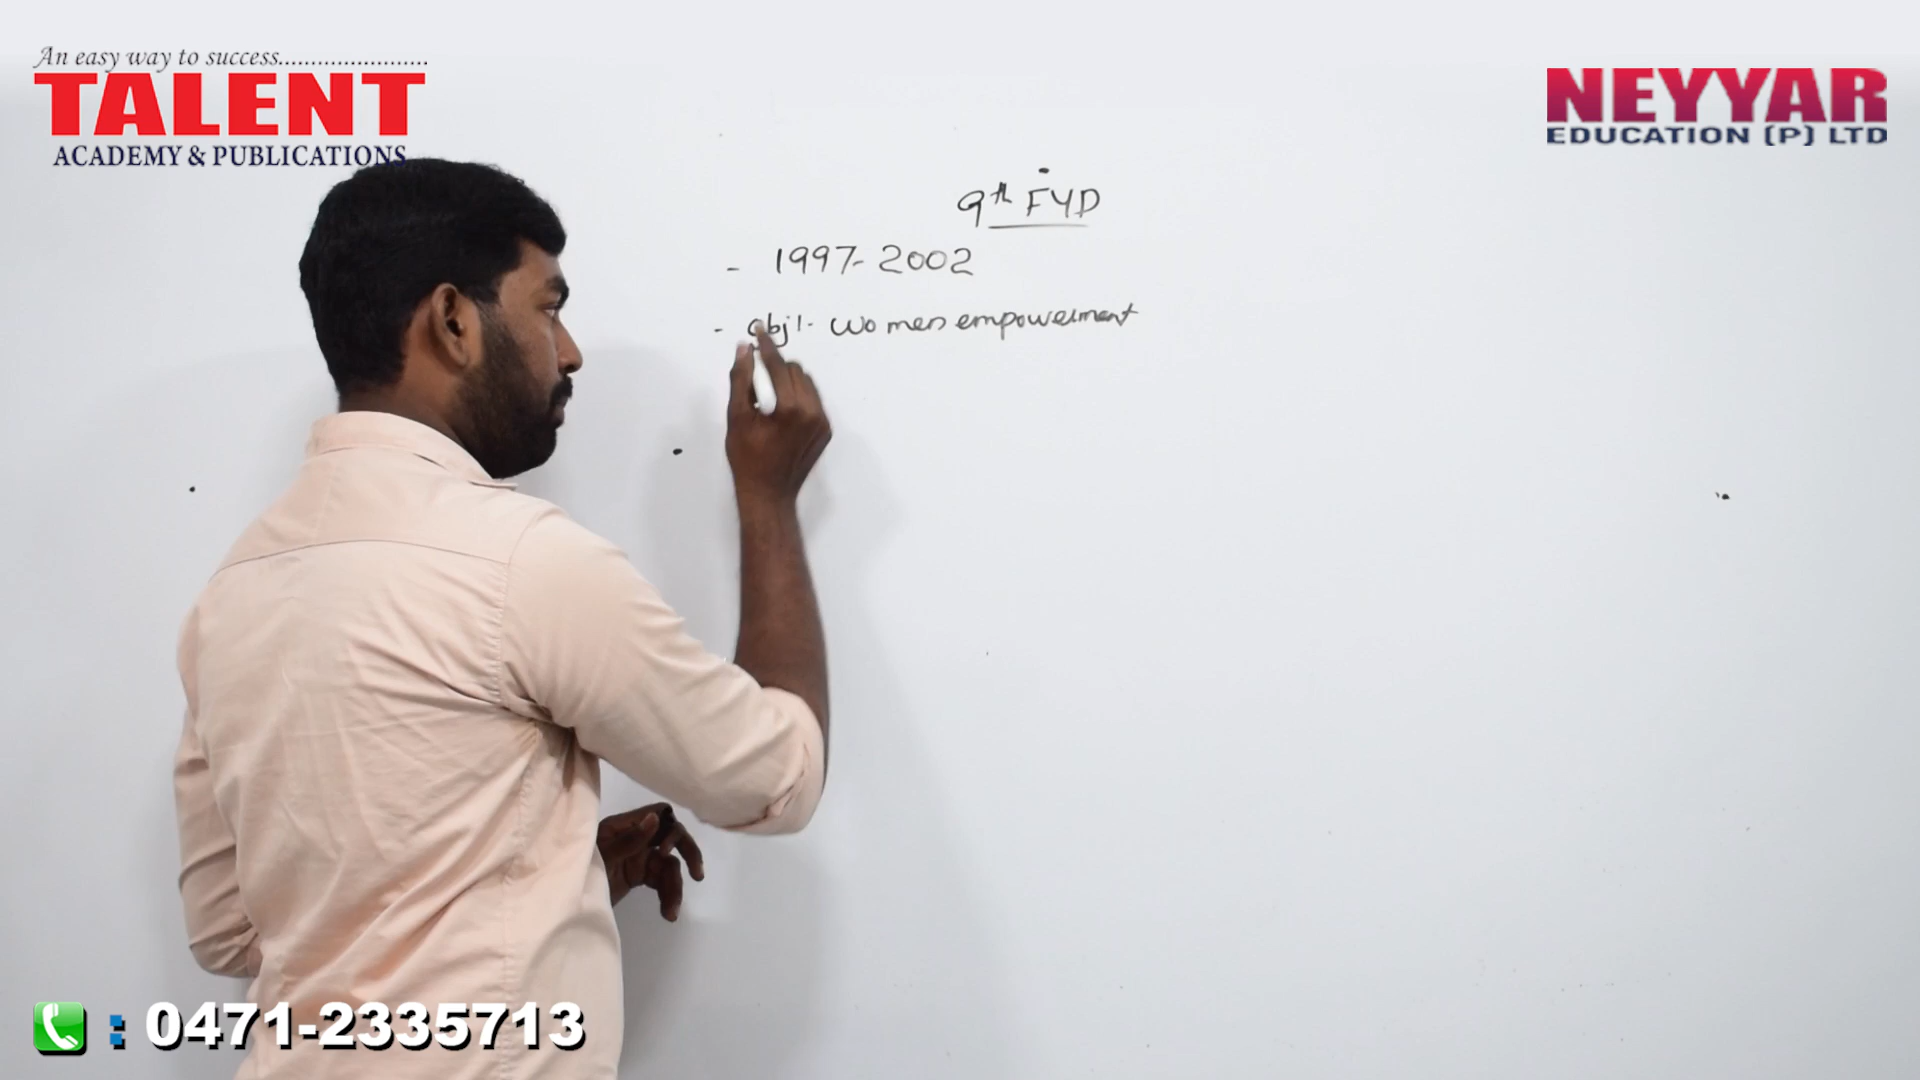 An easy way to success.......................
TALENT
ACADEMY & PUBLICATIONS
NEYYAR
EDUCATION (P) LTD
9th FYD
- 1997-2002
- Obj:- Women empowerment
: 0471-2335713